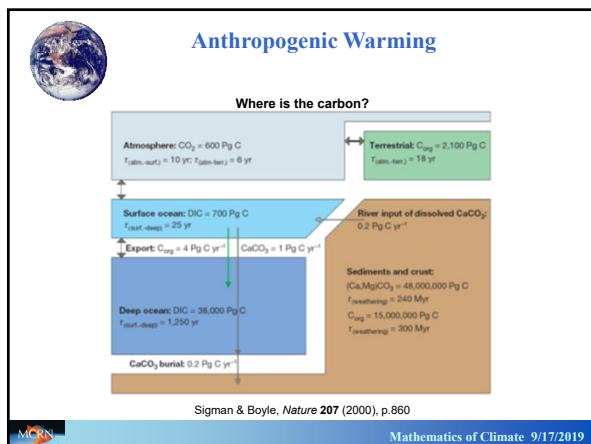 Anthropogenic Warming
Where is the carbon?
Atmosphere: CO₂ = 600 Pg C
τ(atm.-surf.) = 10 yr; τ(atm-terr.) = 6 yr
Terrestrial: Corg = 2,100 Pg C
τ(atm.-terr.) = 18 yr
Surface ocean: DIC = 700 Pg C
τ(surf.-deep) = 25 yr
River input of dissolved CaCO₃:
0.2 Pg C yr⁻¹
Export: Corg = 4 Pg C yr⁻¹
CaCO₃ = 1 Pg C yr⁻¹
Deep ocean: DIC = 38,000 Pg C
τ(surf.-deep) = 1,250 yr
Sediments and crust:
(Ca,Mg)CO₃ = 48,000,000 Pg C
τ(weathering) = 240 Myr
Corg = 15,000,000 Pg C
τ(weathering) = 300 Myr
CaCO₃ burial: 0.2 Pg C yr⁻¹
Sigman & Boyle, Nature 207 (2000), p.860
MCRN
Mathematics of Climate 9/17/2019